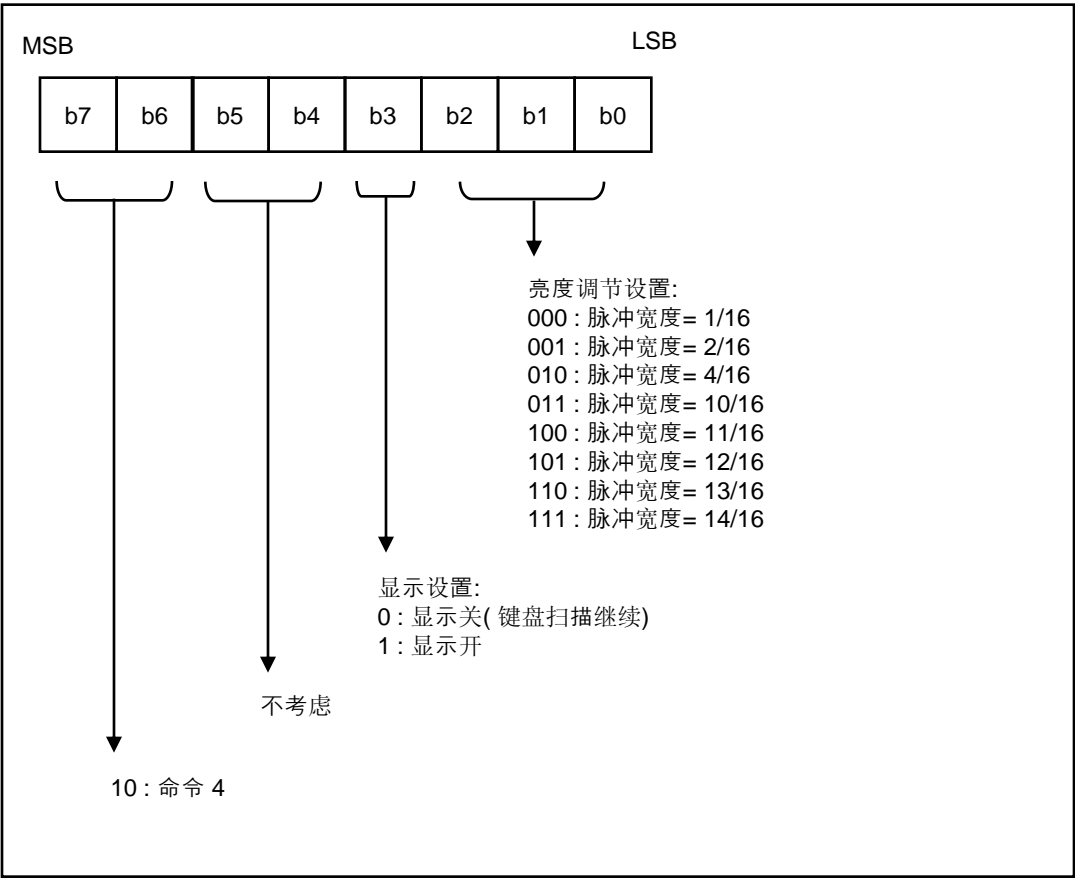 MSB
LSB
b7 b6 b5 b4 b3 b2 b1 b0
亮度调节设置:
000 : 脉冲宽度= 1/16
001 : 脉冲宽度= 2/16
010 : 脉冲宽度= 4/16
011 : 脉冲宽度= 10/16
100 : 脉冲宽度= 11/16
101 : 脉冲宽度= 12/16
110 : 脉冲宽度= 13/16
111 : 脉冲宽度= 14/16
显示设置:
0 : 显示关( 键盘扫描继续)
1 : 显示开
不考虑
10 : 命令 4